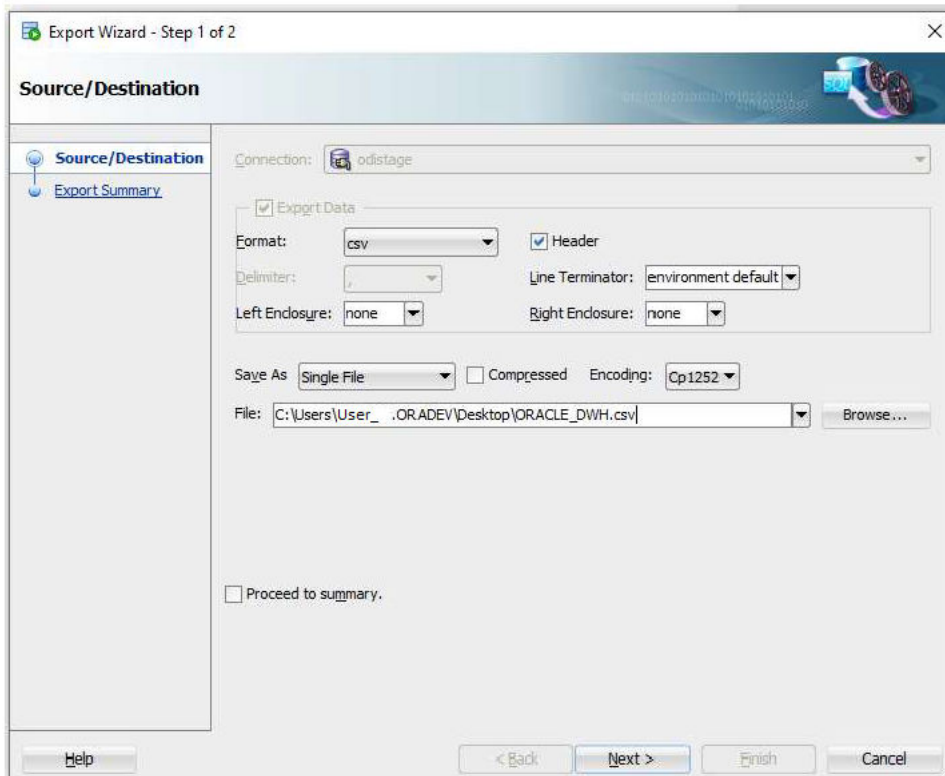 Export Wizard - Step 1 of 2
Source/Destination
Source/Destination
Export Summary
Connection: odistage
Export Data
Format: csv Header
Delimiter: , Line Terminator: environment default
Left Enclosure: none Right Enclosure: none
Save As Single File Compressed Encoding: Cp1252
File: C:\Users\User_ .ORADEV\Desktop\ORACLE_DWH.csv Browse...
Proceed to summary.
Help < Back Next > Finish Cancel